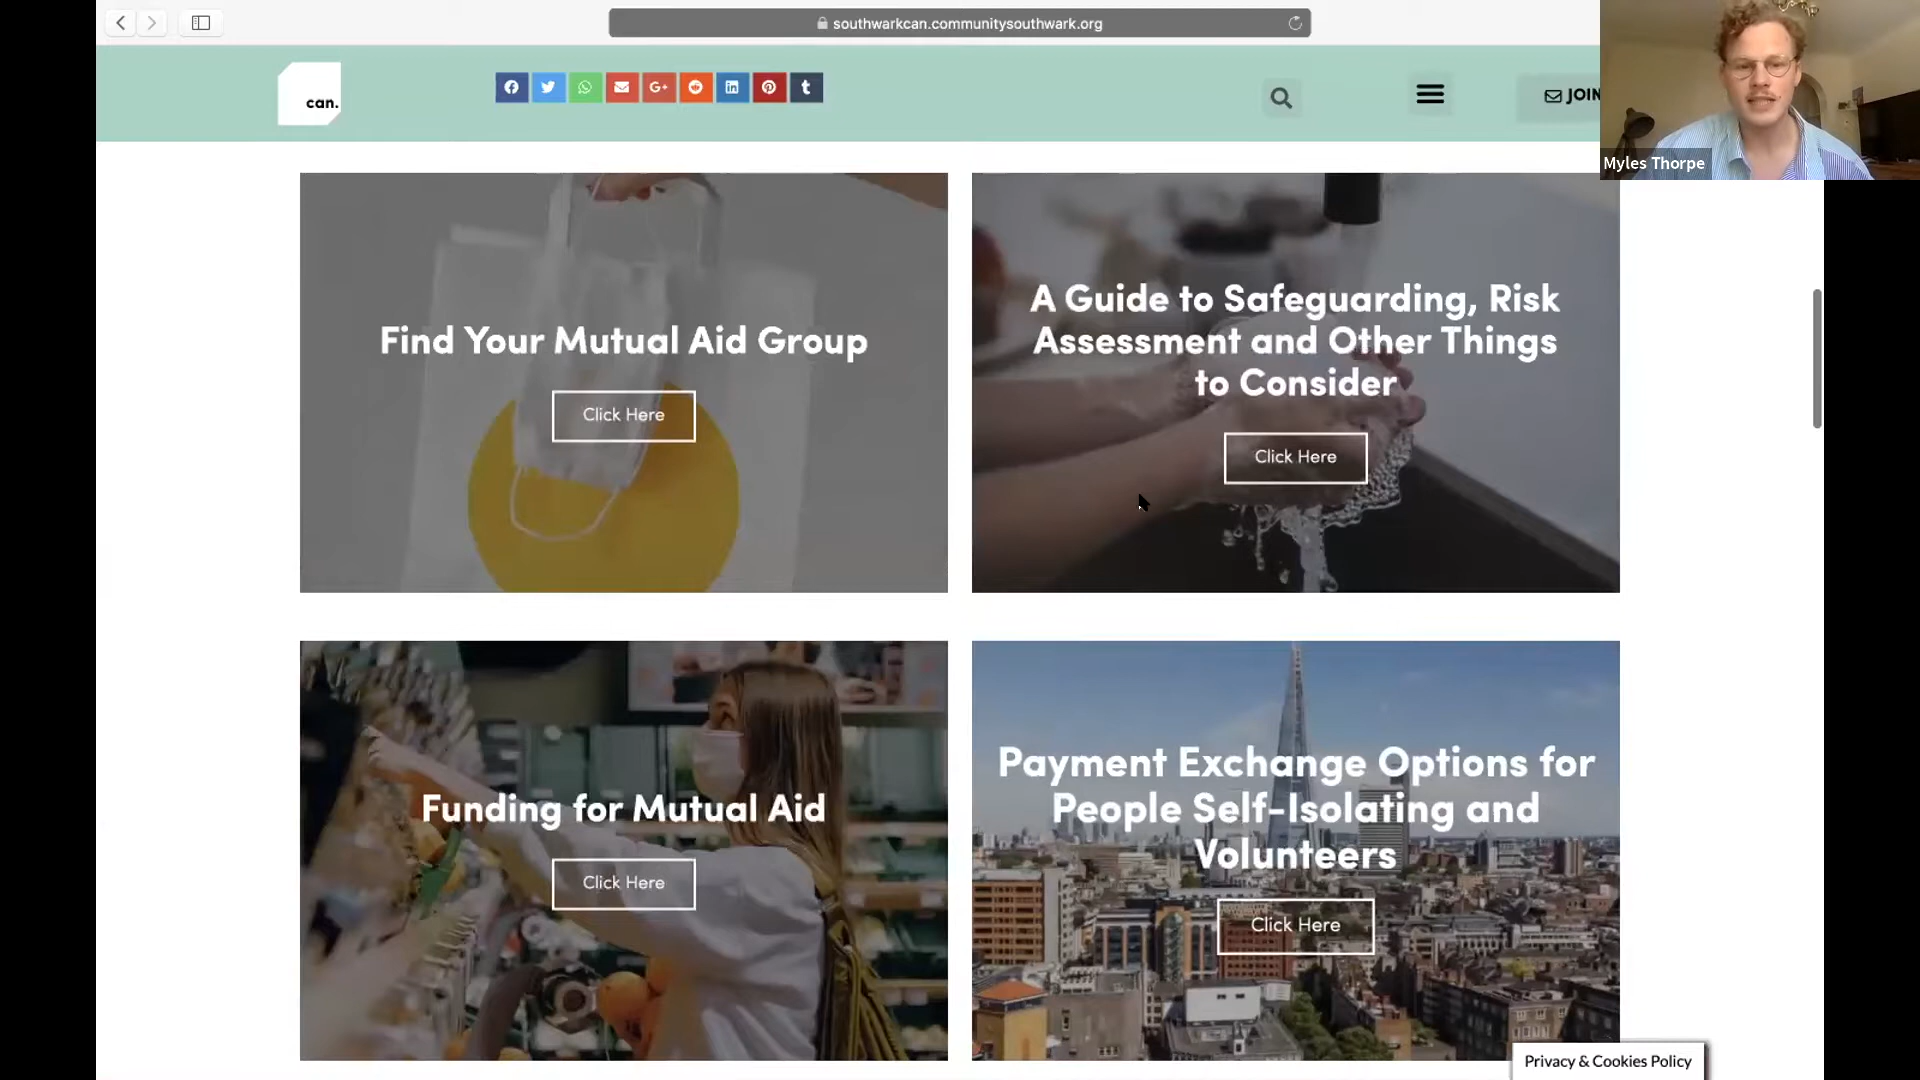 southwarkcan.communitysouthwark.org
can.
JOIN
Myles Thorpe
Find Your Mutual Aid Group
Click Here
A Guide to Safeguarding, Risk
Assessment and Other Things
to Consider
Click Here
Funding for Mutual Aid
Click Here
Payment Exchange Options for
People Self-Isolating and
Volunteers
Click Here
Privacy & Cookies Policy